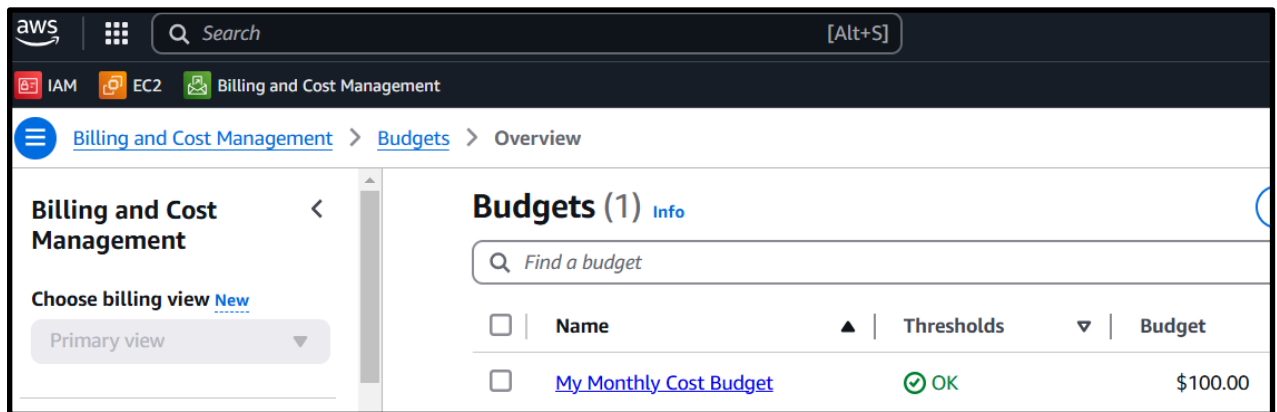 aws Search [Alt+S]
IAM EC2 Billing and Cost Management
Billing and Cost Management > Budgets > Overview
Billing and Cost
Management
Choose billing view New
Primary view
Budgets (1) Info
Find a budget
Name Thresholds Budget
My Monthly Cost Budget OK $100.00